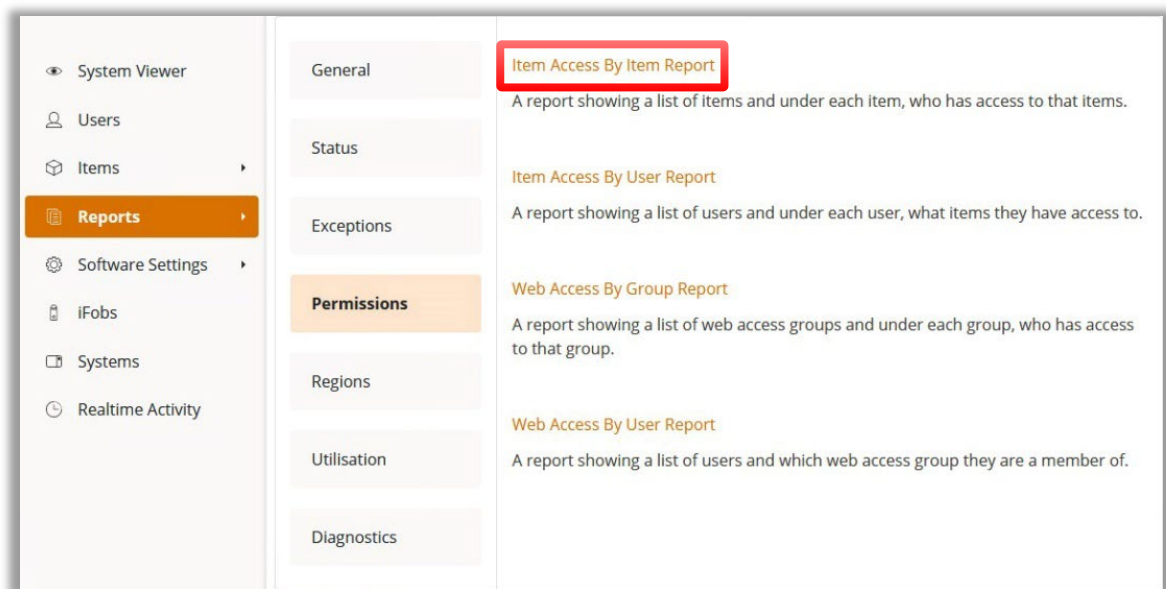 System Viewer
Users
Items
Reports
Software Settings
iFobs
Systems
Realtime Activity
General
Status
Exceptions
Permissions
Regions
Utilisation
Diagnostics
Item Access By Item Report
A report showing a list of items and under each item, who has access to that items.
Item Access By User Report
A report showing a list of users and under each user, what items they have access to.
Web Access By Group Report
A report showing a list of web access groups and under each group, who has access
to that group.
Web Access By User Report
A report showing a list of users and which web access group they are a member of.